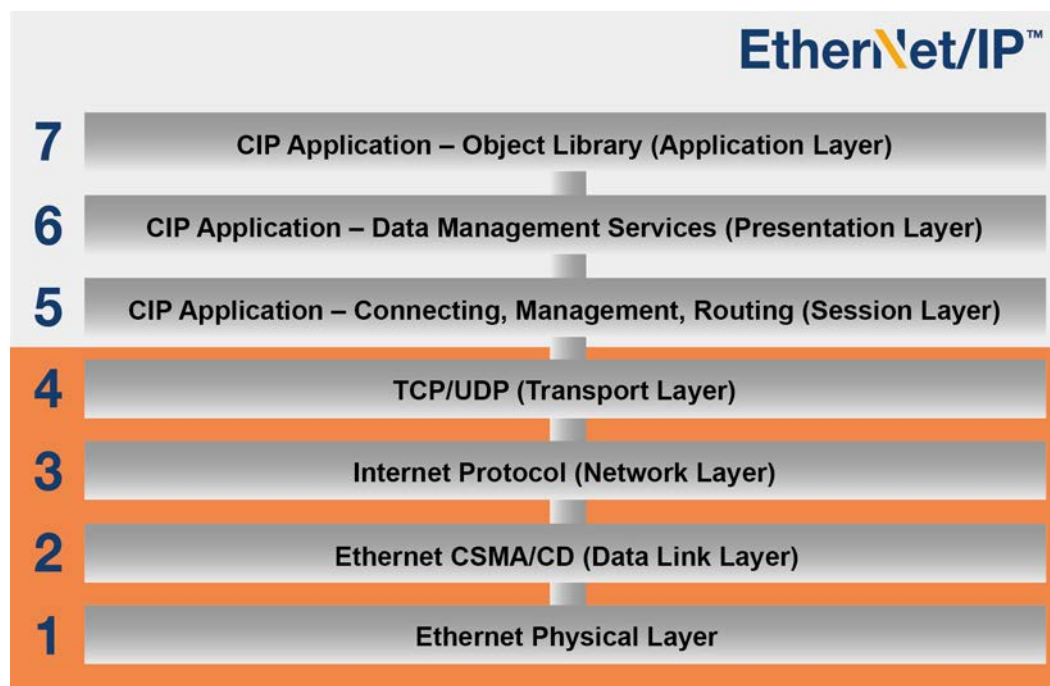 EtherNet/IP™
7
CIP Application – Object Library (Application Layer)
6
CIP Application – Data Management Services (Presentation Layer)
5
CIP Application – Connecting, Management, Routing (Session Layer)
4
TCP/UDP (Transport Layer)
3
Internet Protocol (Network Layer)
2
Ethernet CSMA/CD (Data Link Layer)
1
Ethernet Physical Layer